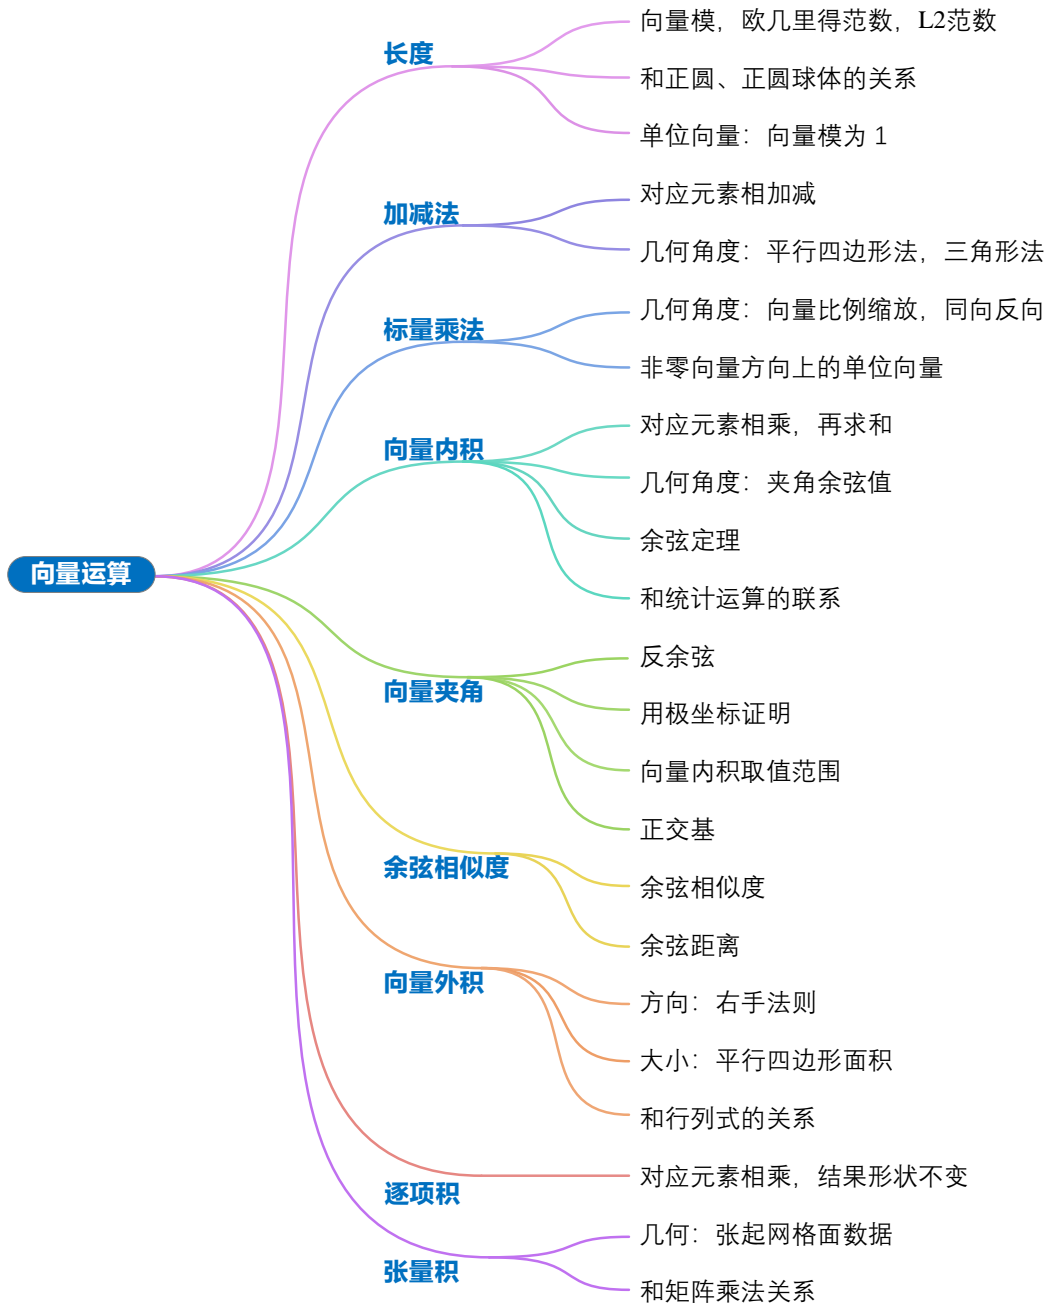 向量运算
长度
向量模，欧几里得范数，L2范数
和正圆、正圆球体的关系
单位向量：向量模为 1
加减法
对应元素相加减
几何角度：平行四边形法，三角形法
标量乘法
几何角度：向量比例缩放，同向反向
非零向量方向上的单位向量
向量内积
对应元素相乘，再求和
几何角度：夹角余弦值
余弦定理
和统计运算的联系
向量夹角
反余弦
用极坐标证明
向量内积取值范围
正交基
余弦相似度
余弦相似度
余弦距离
向量外积
方向：右手法则
大小：平行四边形面积
和行列式的关系
逐项积
对应元素相乘，结果形状不变
张量积
几何：张起网格面数据
和矩阵乘法关系